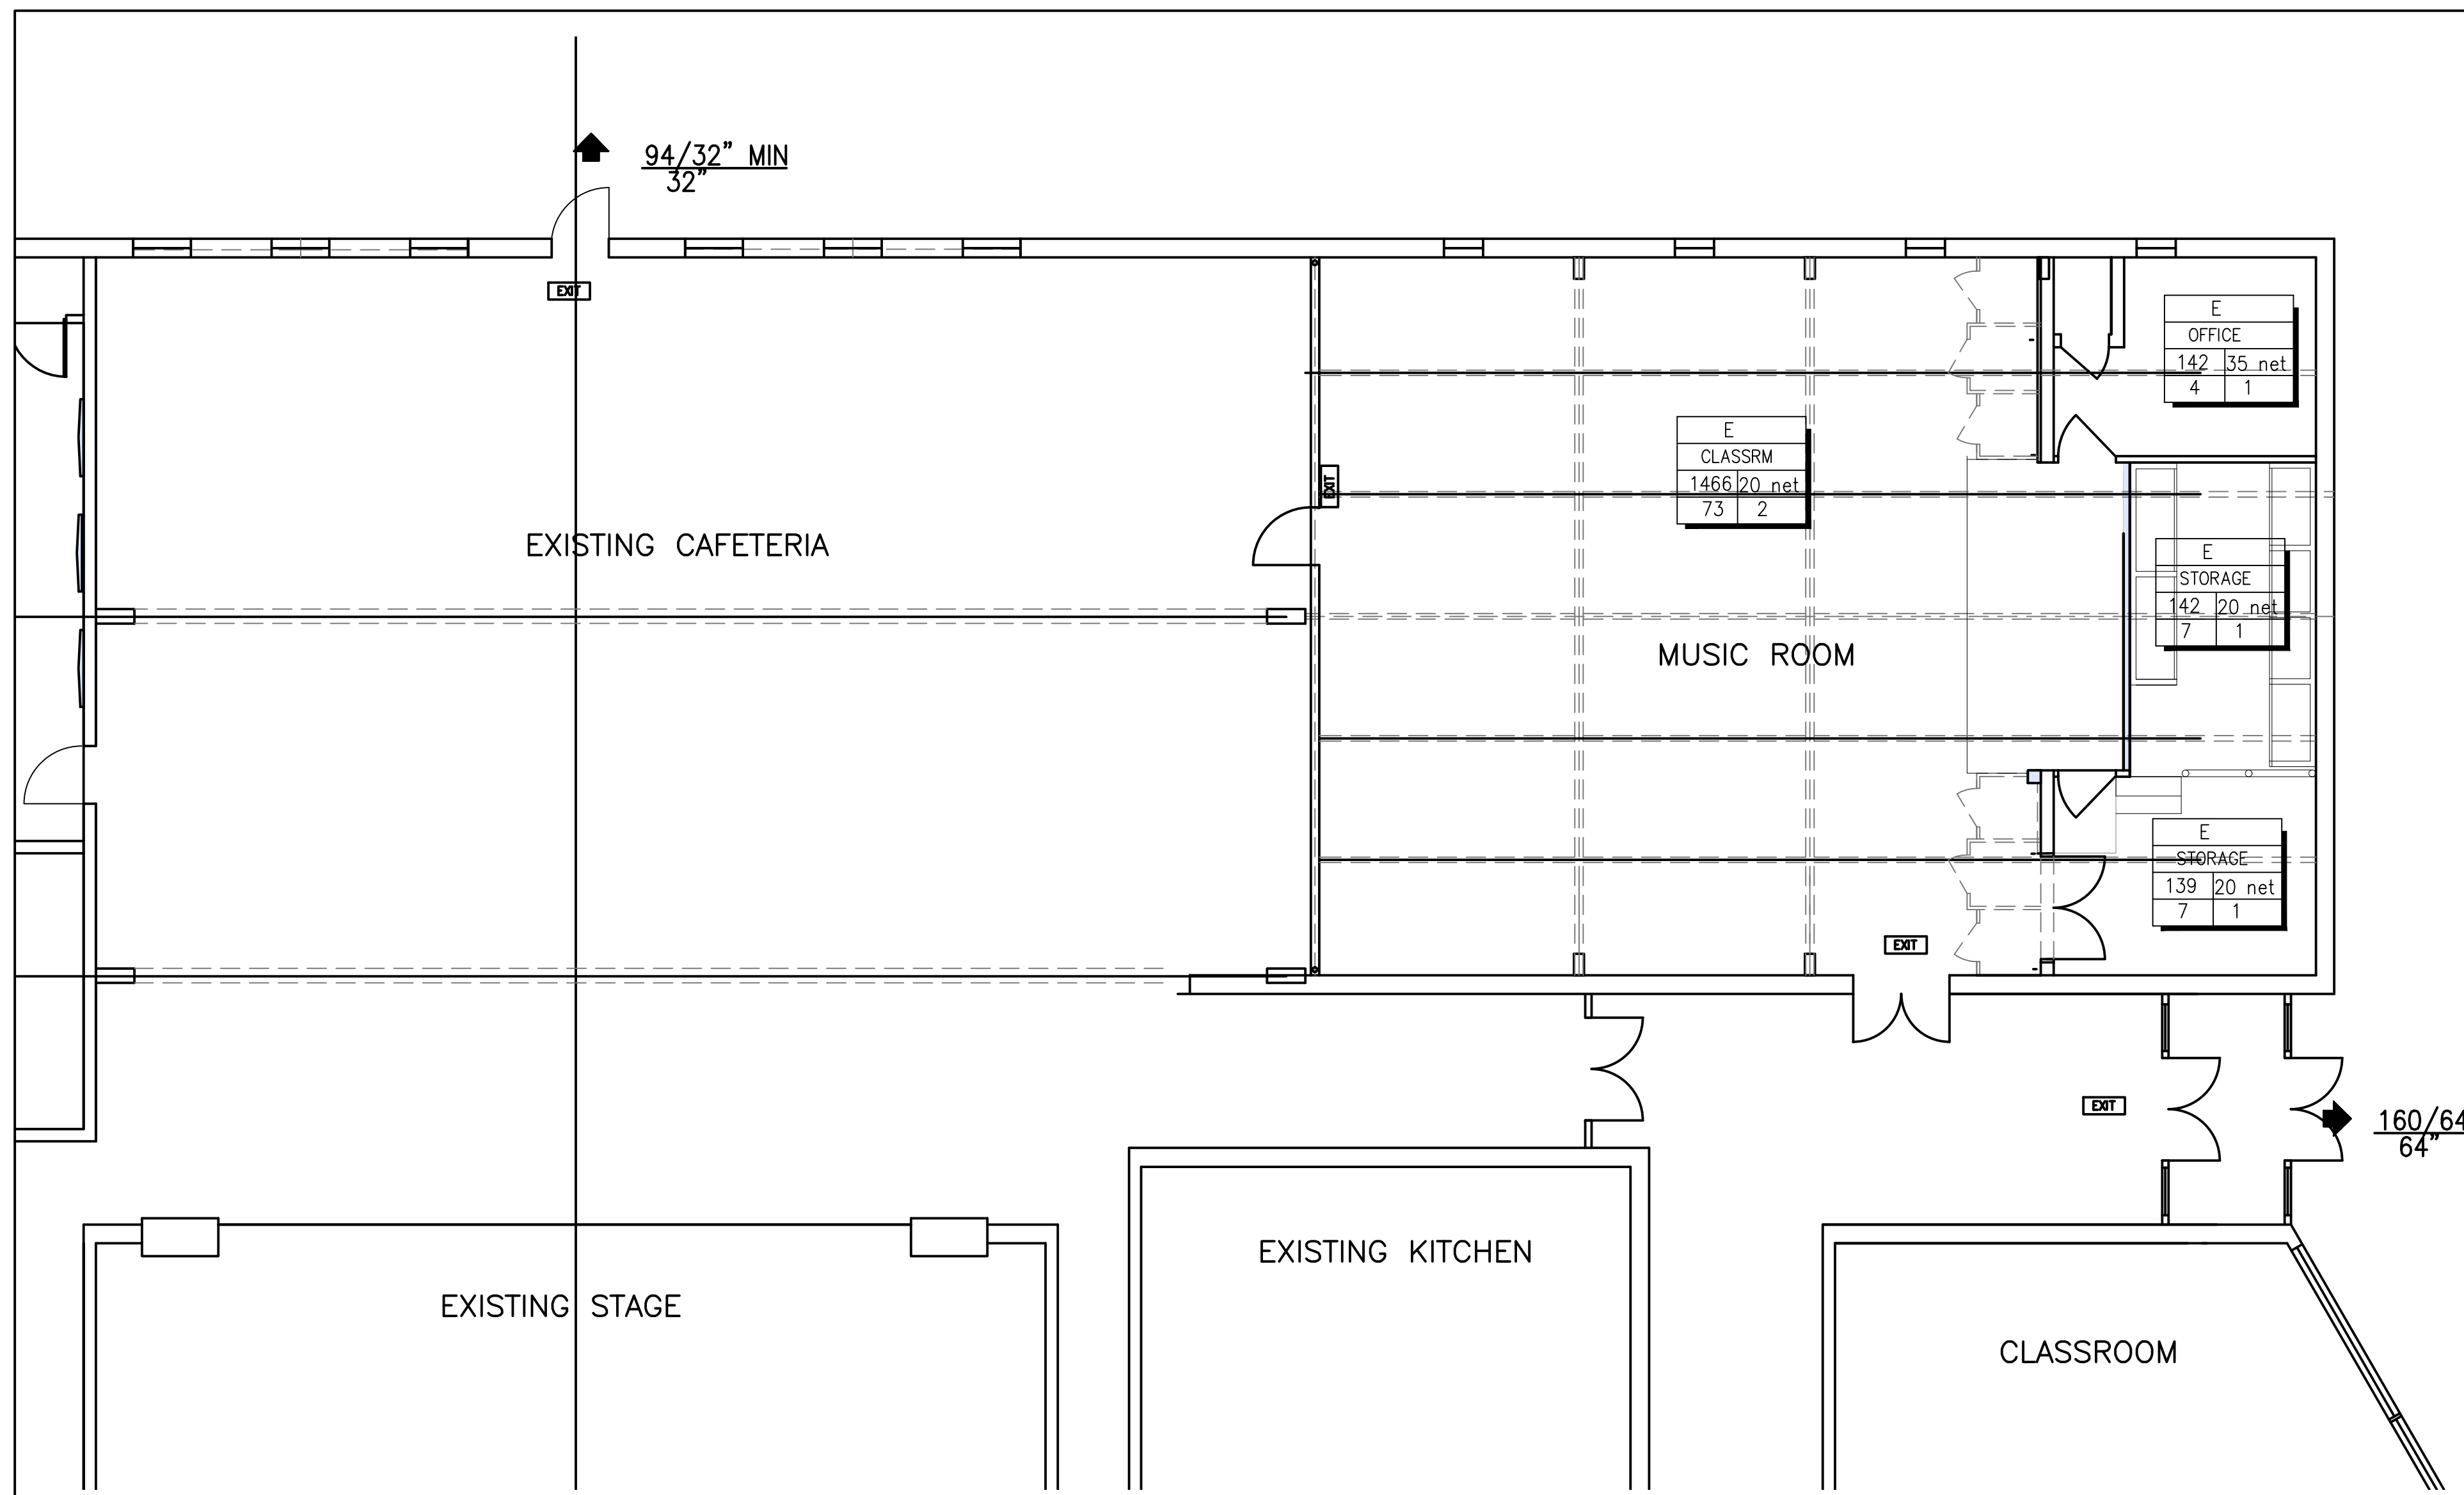 94/32” MIN
32”
EXIT
E
OFFICE
142 35 net
4 1
E
CLASSRM
1466 20 net
73 2
EXIT
EXISTING CAFETERIA
E
STORAGE
142 20 net
7 1
MUSIC ROOM
E
STORAGE
139 20 net
7 1
EXIT
EXIT
160/64
64”
EXISTING KITCHEN
EXISTING STAGE
CLASSROOM